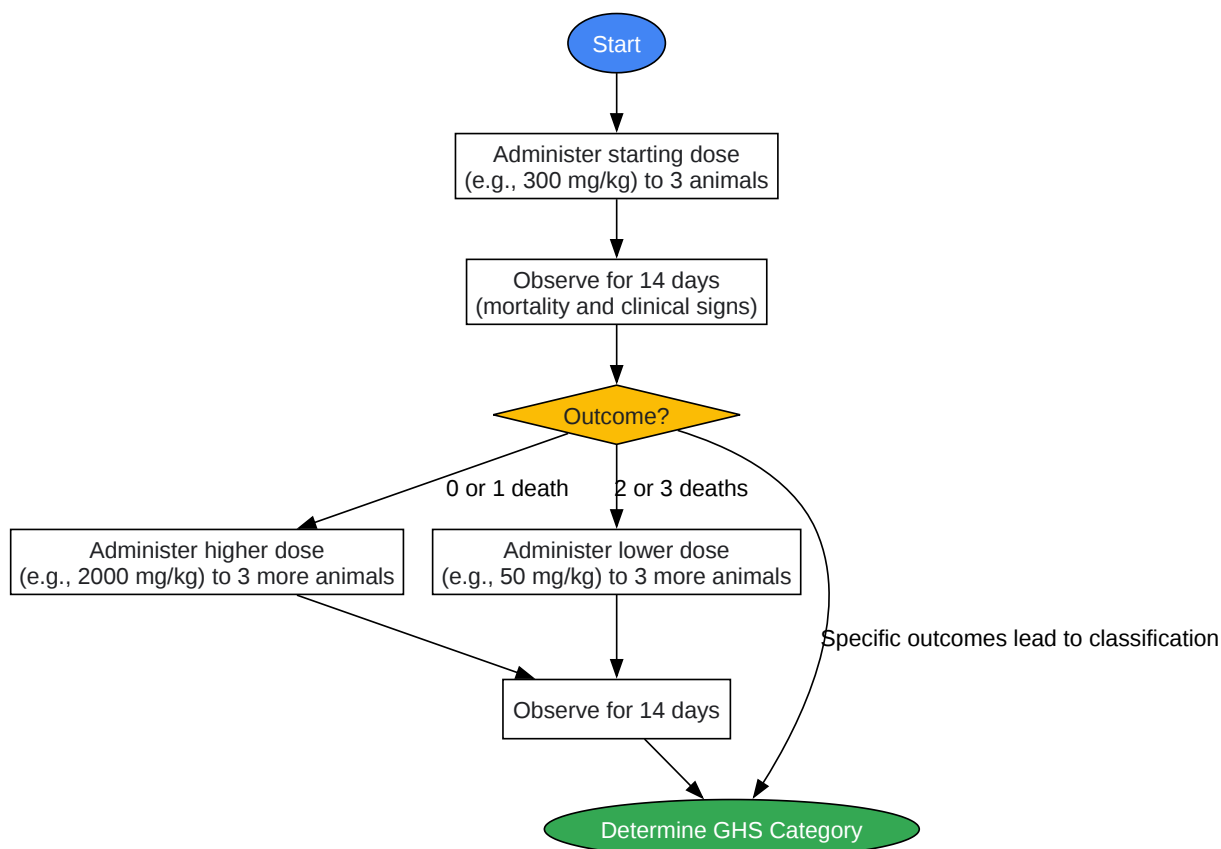 Start
Administer starting dose
(e.g., 300 mg/kg) to 3 animals
Observe for 14 days
(mortality and clinical signs)
Outcome?
0 or 1 death
2 or 3 deaths
Administer higher dose
(e.g., 2000 mg/kg) to 3 more animals
Administer lower dose
(e.g., 50 mg/kg) to 3 more animals
Specific outcomes lead to classification
Observe for 14 days
Determine GHS Category